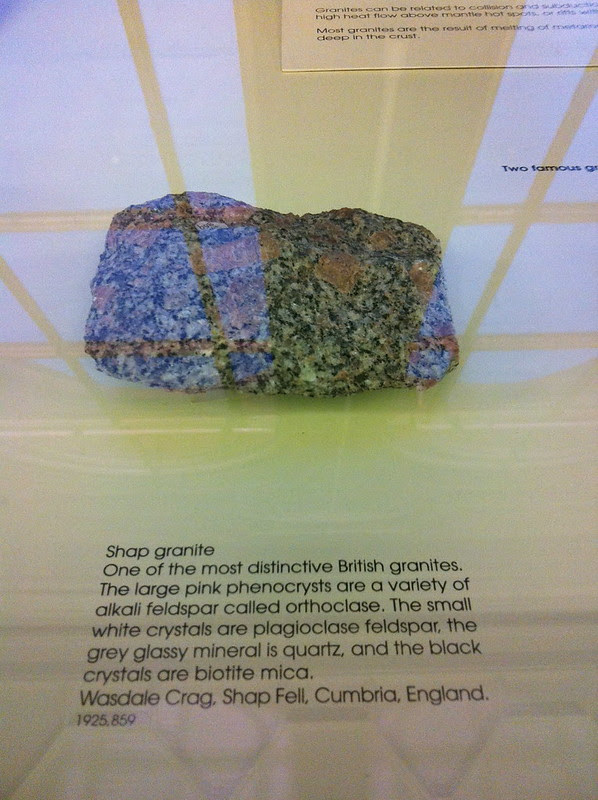 Granites can be related to collision and subduction
high heat flow above mantle hot spots, or rifts
Most granites are the result of melting of
deep in the crust.
Two famous
Shap granite
One of the most distinctive British granites.
The large pink phenocrysts are a variety of
alkali feldspar called orthoclase. The small
white crystals are plagioclase feldspar, the
grey glassy mineral is quartz, and the black
crystals are biotite mica.
Wasdale Crag, Shap Fell, Cumbria, England.
1925.859